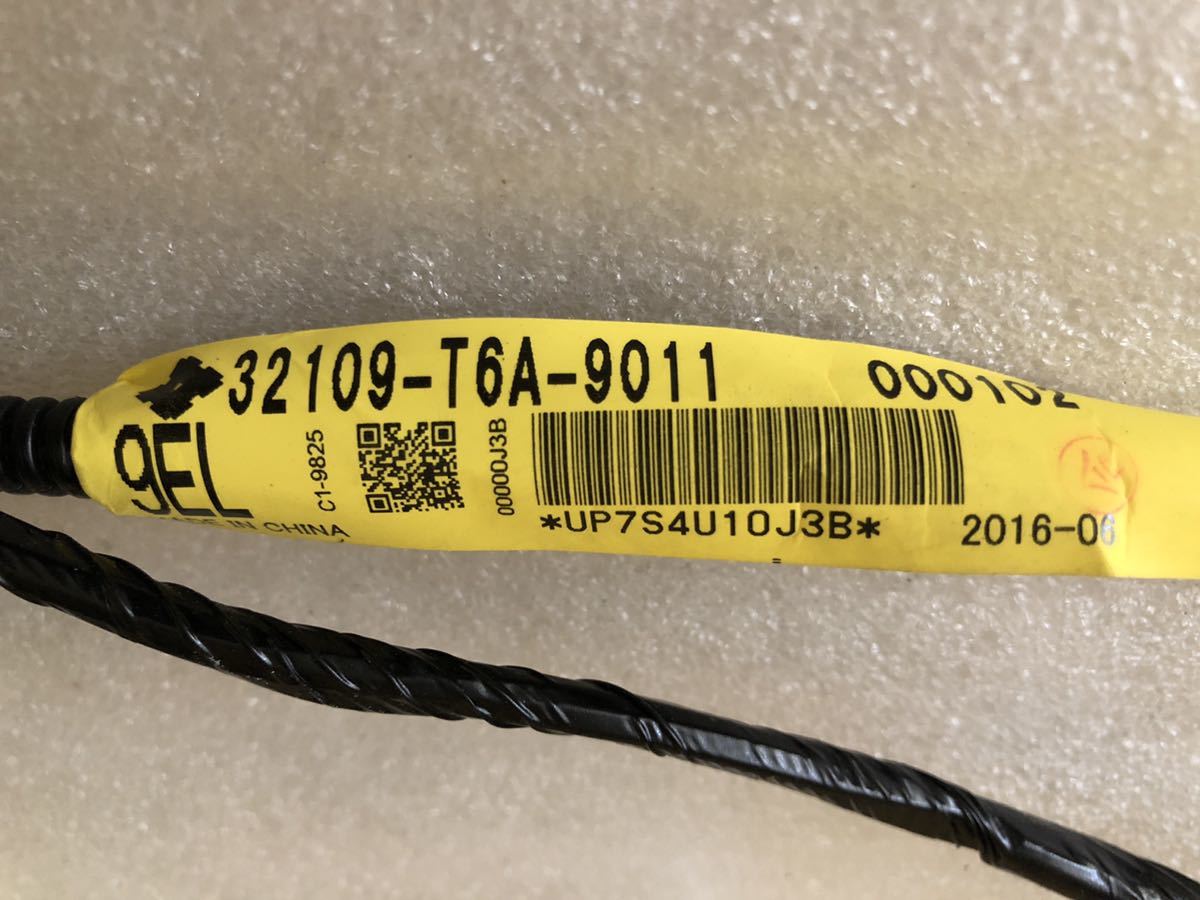 32109-T6A-9011
000102
9EL
C1-9825
00000J3B
*UP7S4U10J3B*
2016-06
MADE IN CHINA